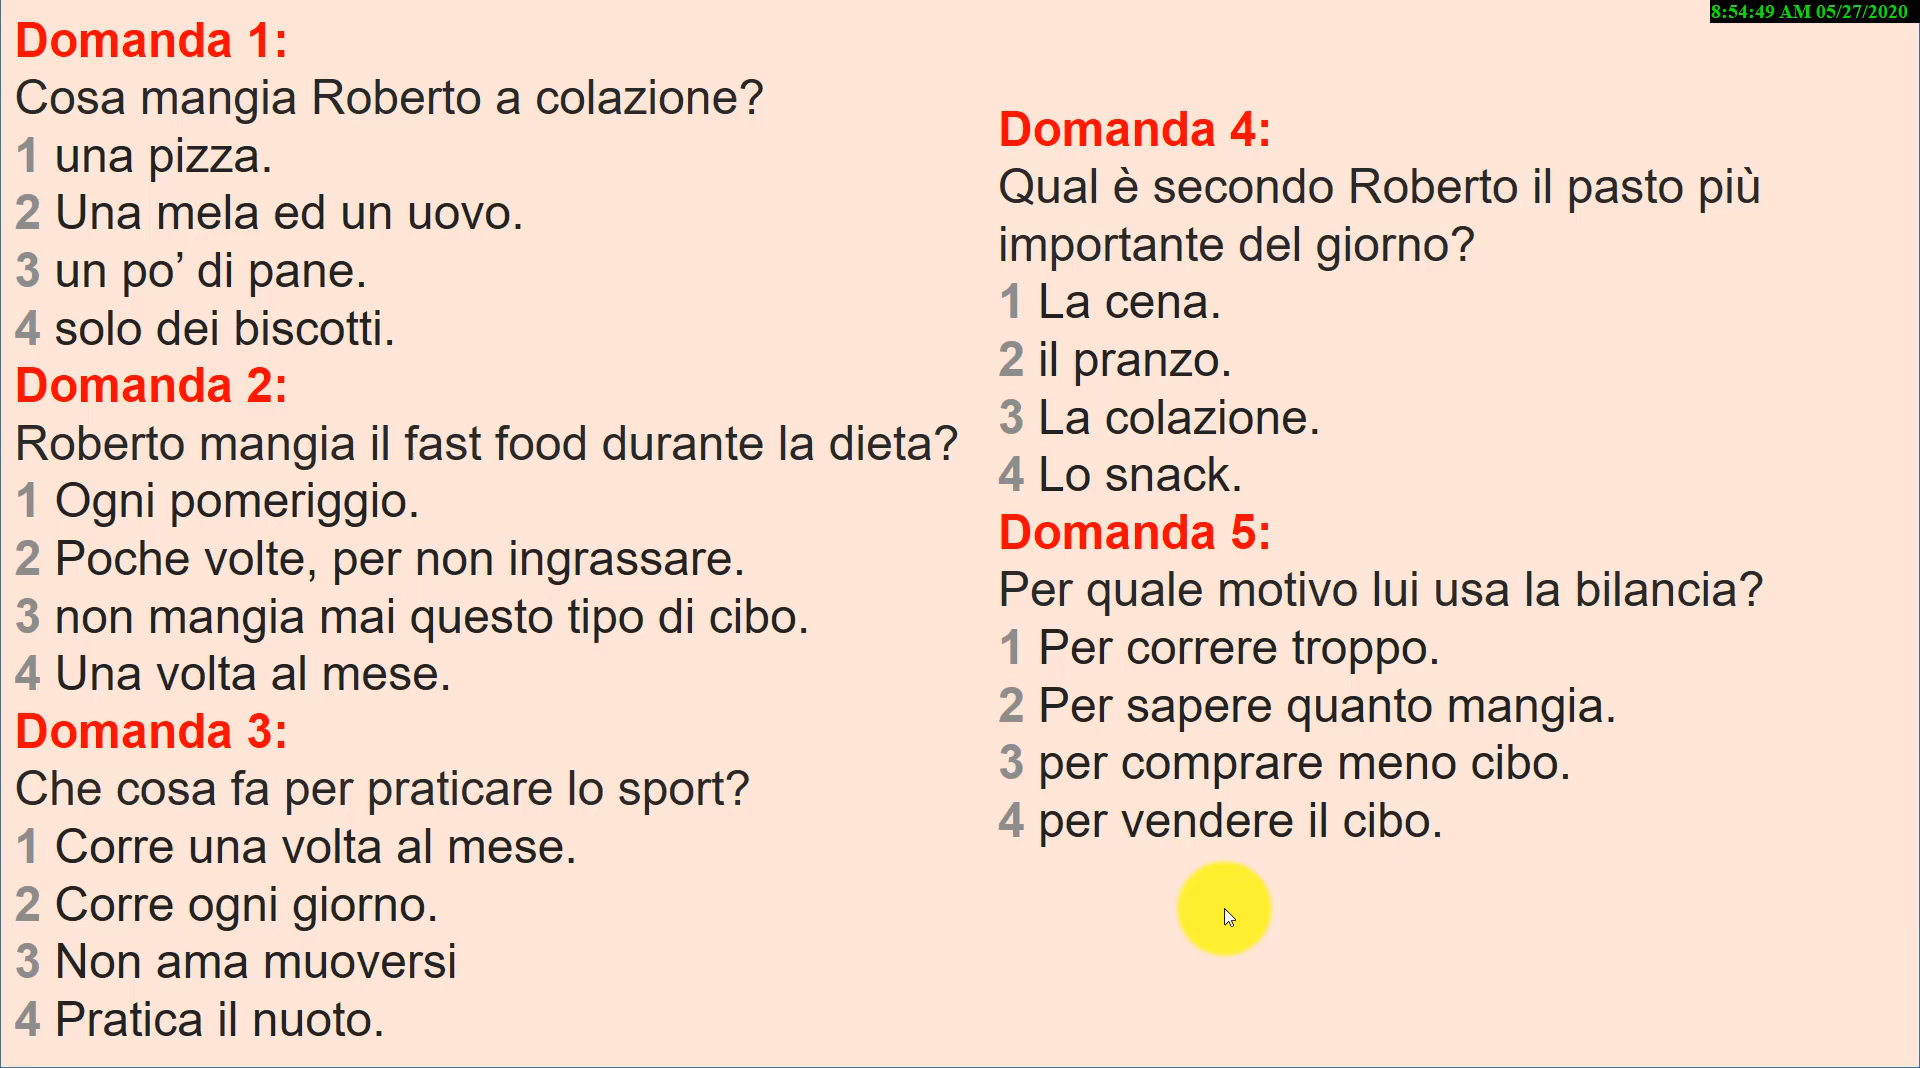 8:54:49 AM 05/27/2020
Domanda 1:
Cosa mangia Roberto a colazione?
1 una pizza.
2 Una mela ed un uovo.
3 un po’ di pane.
4 solo dei biscotti.
Domanda 2:
Roberto mangia il fast food durante la dieta?
1 Ogni pomeriggio.
2 Poche volte, per non ingrassare.
3 non mangia mai questo tipo di cibo.
4 Una volta al mese.
Domanda 3:
Che cosa fa per praticare lo sport?
1 Corre una volta al mese.
2 Corre ogni giorno.
3 Non ama muoversi
4 Pratica il nuoto.
Domanda 4:
Qual è secondo Roberto il pasto più
importante del giorno?
1 La cena.
2 il pranzo.
3 La colazione.
4 Lo snack.
Domanda 5:
Per quale motivo lui usa la bilancia?
1 Per correre troppo.
2 Per sapere quanto mangia.
3 per comprare meno cibo.
4 per vendere il cibo.